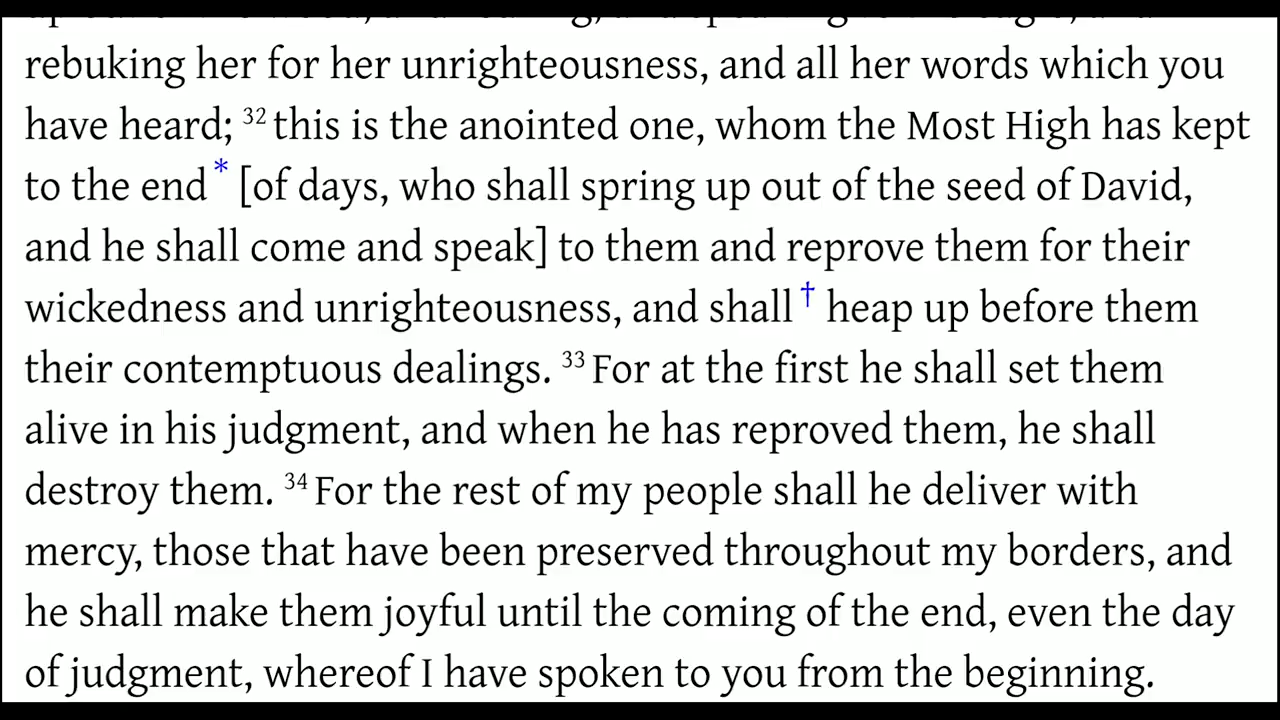 rebuking her for her unrighteousness, and all her words which you
have heard; 32 this is the anointed one, whom the Most High has kept
to the end* [of days, who shall spring up out of the seed of David,
and he shall come and speak] to them and reprove them for their
wickedness and unrighteousness, and shall† heap up before them
their contemptuous dealings. 33 For at the first he shall set them
alive in his judgment, and when he has reproved them, he shall
destroy them. 34 For the rest of my people shall he deliver with
mercy, those that have been preserved throughout my borders, and
he shall make them joyful until the coming of the end, even the day
of judgment, whereof I have spoken to you from the beginning.